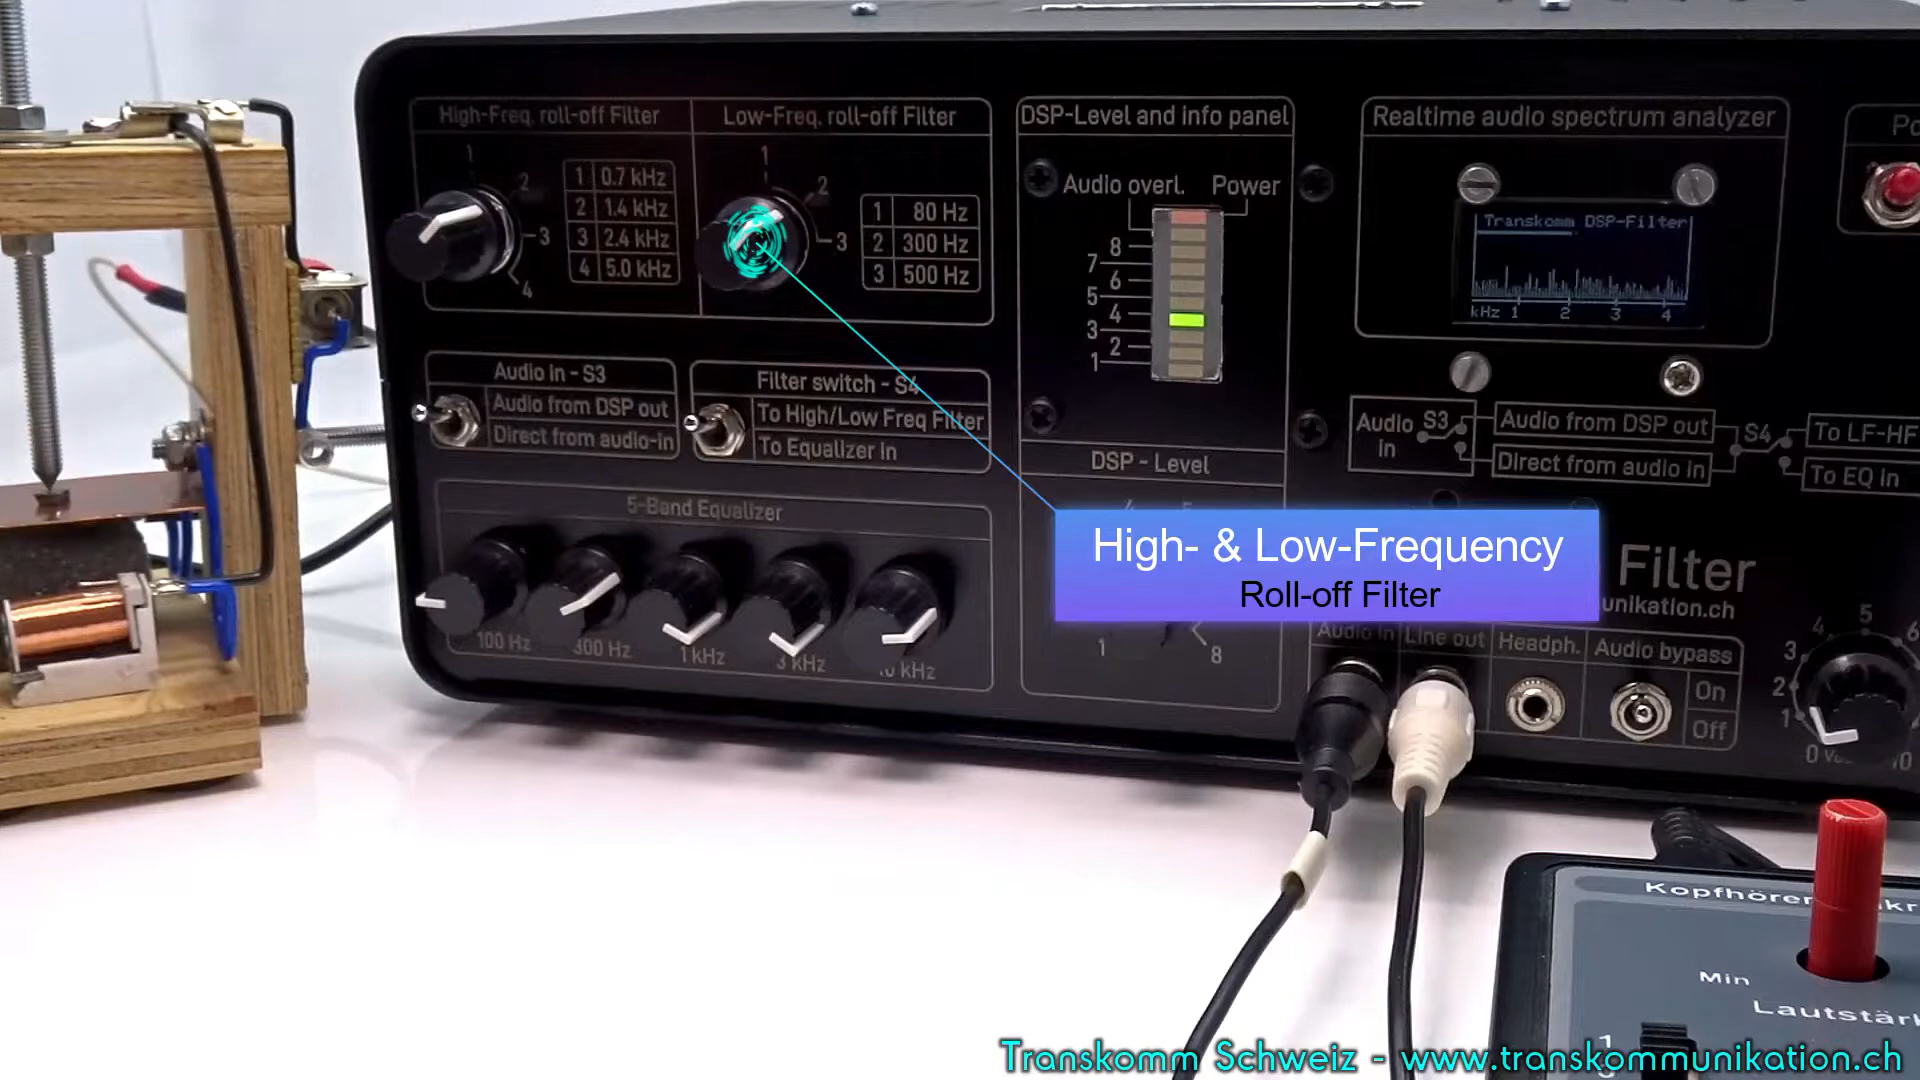 High-Freq. roll-off Filter
1
2
3
4
1 0.7 kHz
2 1.4 kHz
3 2.4 kHz
4 5.0 kHz
Low-Freq. roll-off Filter
1
2
3
1 80 Hz
2 300 Hz
3 500 Hz
DSP-Level and info panel
Audio overl. Power
8
7
6
5
4
3
2
1
Realtime audio spectrum analyzer
Transkomm DSP-Filter
kHz 1 2 3 4
Audio in - S3
Audio from DSP out
Direct from audio-in
Filter switch - S4
To High/Low Freq Filter
To Equalizer in
DSP - Level
1
8
Audio in
S3
Audio from DSP out
Direct from audio in
S4
To LF-HF
To EQ in
5-Band Equalizer
100 Hz 300 Hz 1 kHz 3 kHz kHz
High- & Low-Frequency
Roll-off Filter
Filter
unikation.ch
Audio in Line out Headph. Audio bypass
On
Off
5
4
3
2
1
0
10
6
Min
Transkomm Schweiz - www.transkommunikation.ch